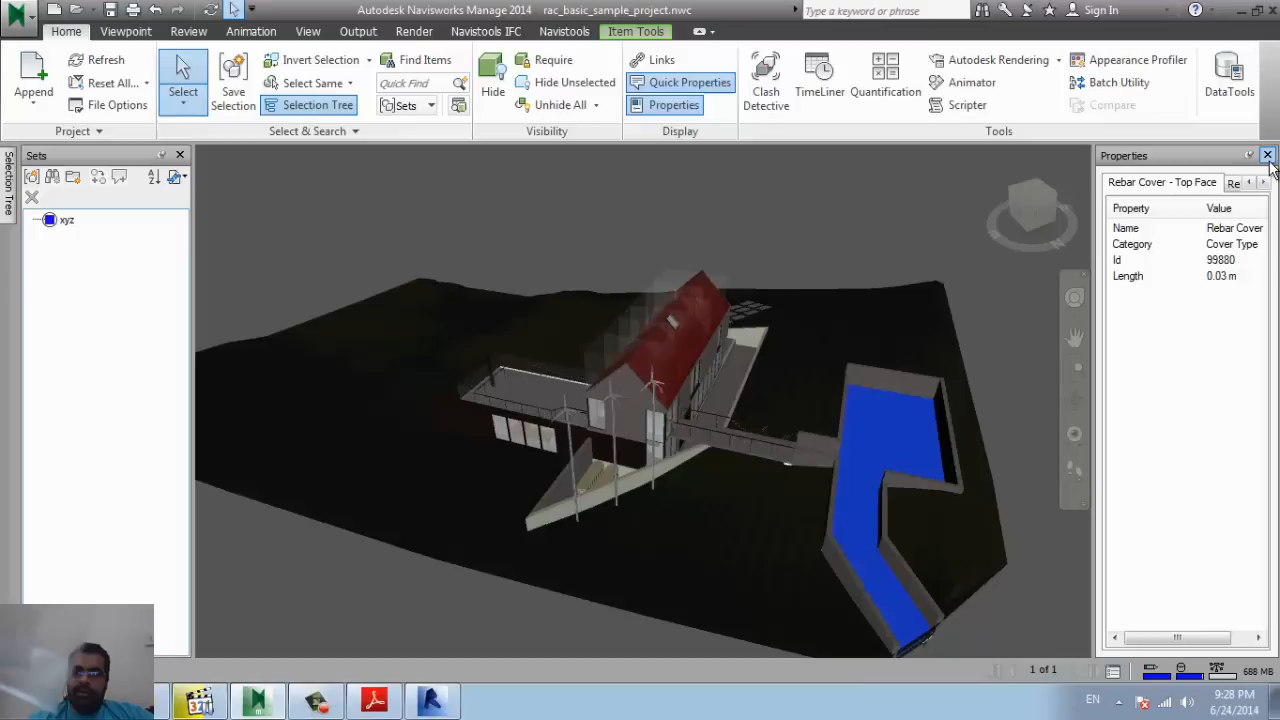 Autodesk Navisworks Manage 2014 rac_basic_sample_project.nwc
Type a keyword or phrase
Sign In
Home Viewpoint Review Animation View Output Render Navistools IFC Navistools Item Tools
Append
Refresh
Reset All...
File Options
Project
Select
Save Selection
Invert Selection
Select Same
Selection Tree
Find Items
Quick Find
Sets
Select & Search
Hide
Require
Hide Unselected
Unhide All
Visibility
Links
Quick Properties
Properties
Display
Clash Detective
TimeLiner
Quantification
Autodesk Rendering
Animator
Scripter
Appearance Profiler
Batch Utility
Compare
DataTools
Tools
Selection Tree
Sets
xyz
Properties
Rebar Cover - Top Face Re
Property Value
Name Rebar Cover
Category Cover Type
Id 99880
Length 0.03 m
1 of 1
688 MB
m
321
EN
9:28 PM
6/24/2014